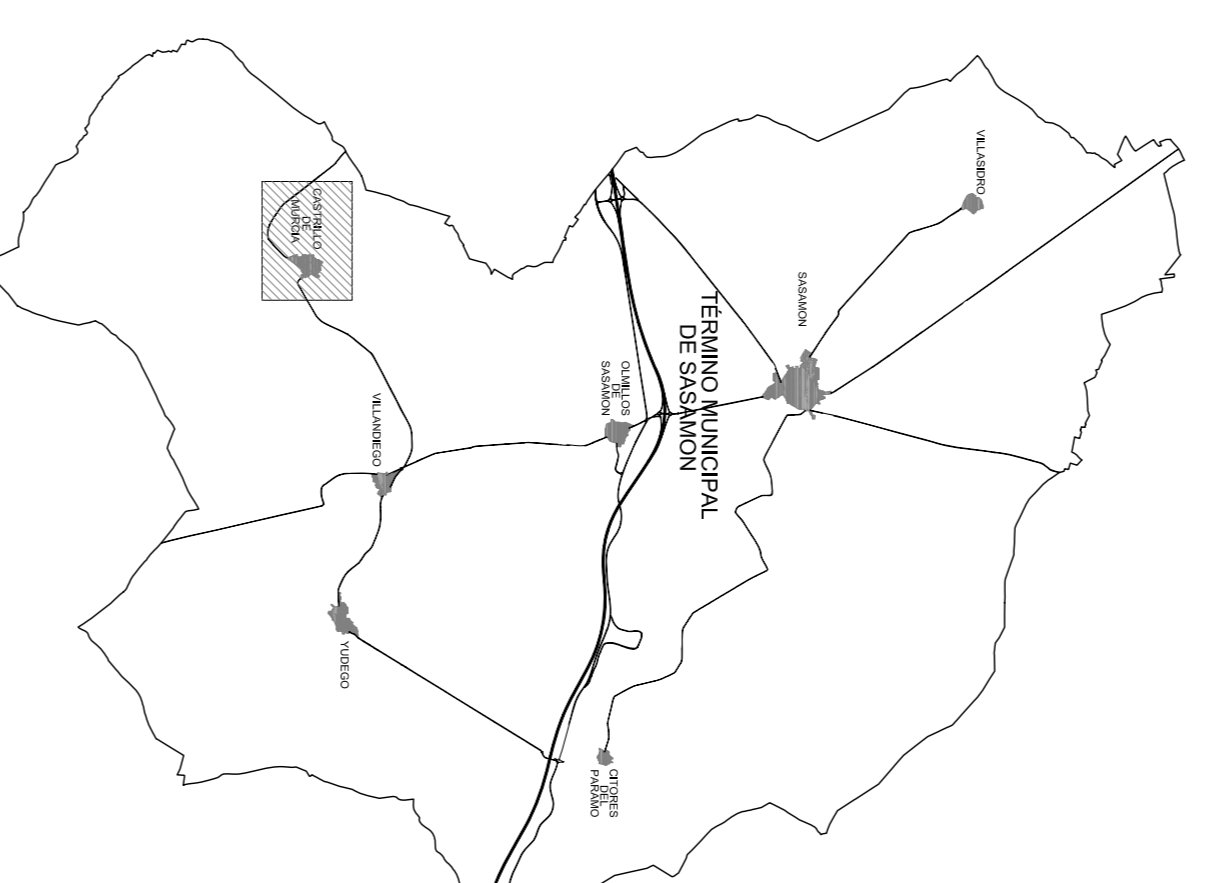 VILLASIDRO
SASAMON
TÉRMINO MUNICIPAL
DE SASAMON
CASTRILLO
DE
MURCIA
OLMILLOS
DE
SASAMON
VILLANDIEGO
YUDEGO
CITORES
DEL
PARAMO